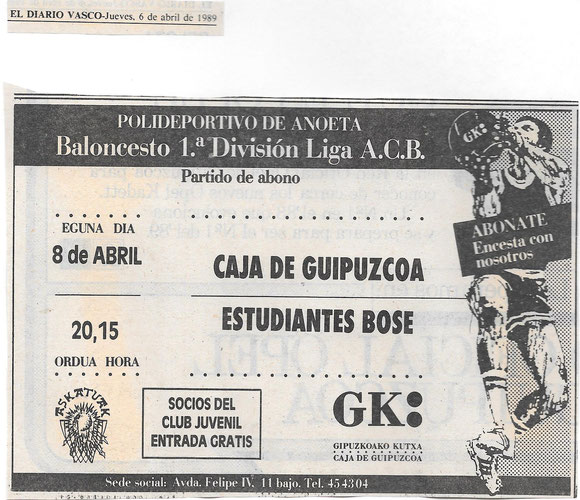 EL DIARIO VASCO-Jueves, 6 de abril de 1989
POLIDEPORTIVO DE ANOETA
Baloncesto 1.ª División Liga A.C.B.
Partido de abono
GK:
ABONATE
Encesta con
nosotros
EGUNA DIA
8 de ABRIL
CAJA DE GUIPUZCOA
ESTUDIANTES BOSE
20,15
ORDUA HORA
ASKATUAK
SOCIOS DEL
CLUB JUVENIL
ENTRADA GRATIS
GK:
GIPUZKOAKO KUTXA
CAJA DE GUIPUZCOA
Sede social: Avda. Felipe IV. 11 bajo. Tel. 454304